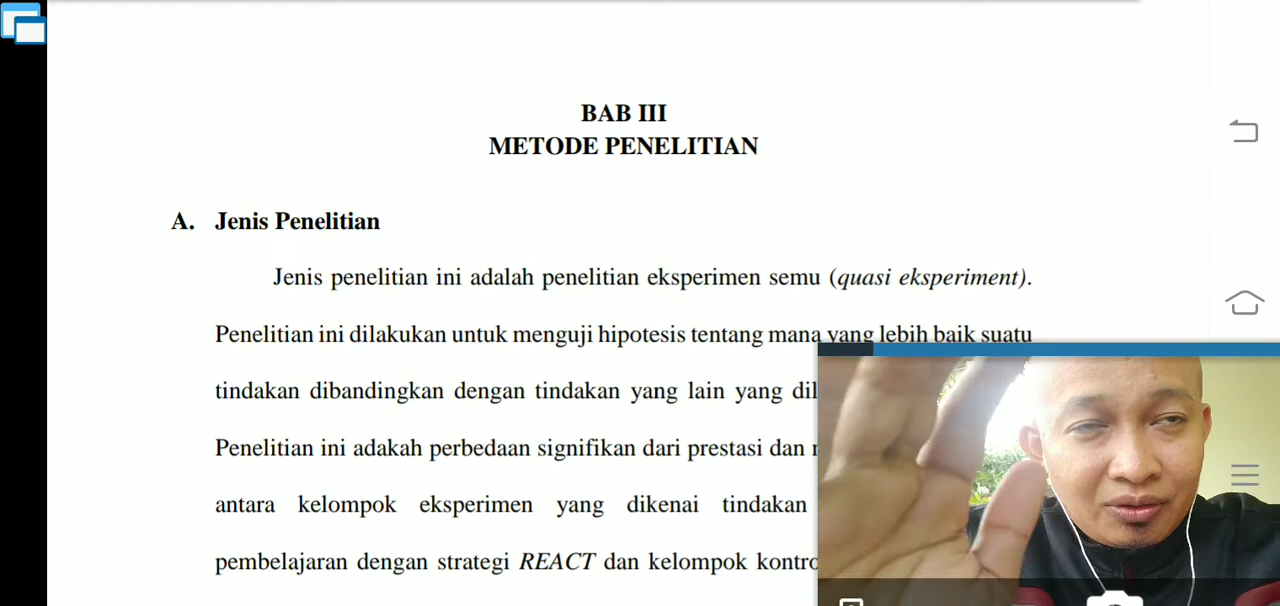 BAB III
METODE PENELITIAN
A. Jenis Penelitian
Jenis penelitian ini adalah penelitian eksperimen semu (quasi eksperiment).
Penelitian ini dilakukan untuk menguji hipotesis tentang mana yang lebih baik suatu
tindakan dibandingkan dengan tindakan yang lain yang
Penelitian ini adakah perbedaan signifikan dari prestasi dan
antara kelompok eksperimen yang dikenai tindakan
pembelajaran dengan strategi REACT dan kelompok